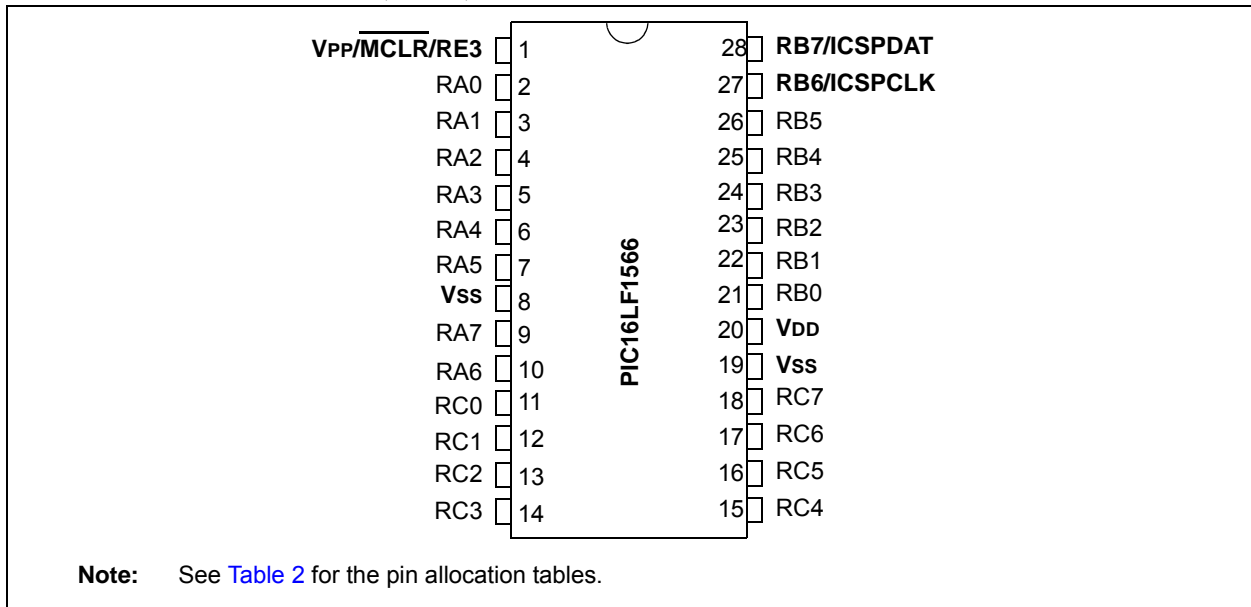 VPP/MCLR/RE3 1 28 RB7/ICSPDAT
RA0 2 27 RB6/ICSPCLK
RA1 3 26 RB5
RA2 4 25 RB4
RA3 5 24 RB3
RA4 6 23 RB2
RA5 7 22 RB1
VSS 8 21 RB0
RA7 9 20 VDD
RA6 10 19 VSS
RC0 11 18 RC7
RC1 12 17 RC6
RC2 13 16 RC5
RC3 14 15 RC4
PIC16LF1566
Note: See Table 2 for the pin allocation tables.